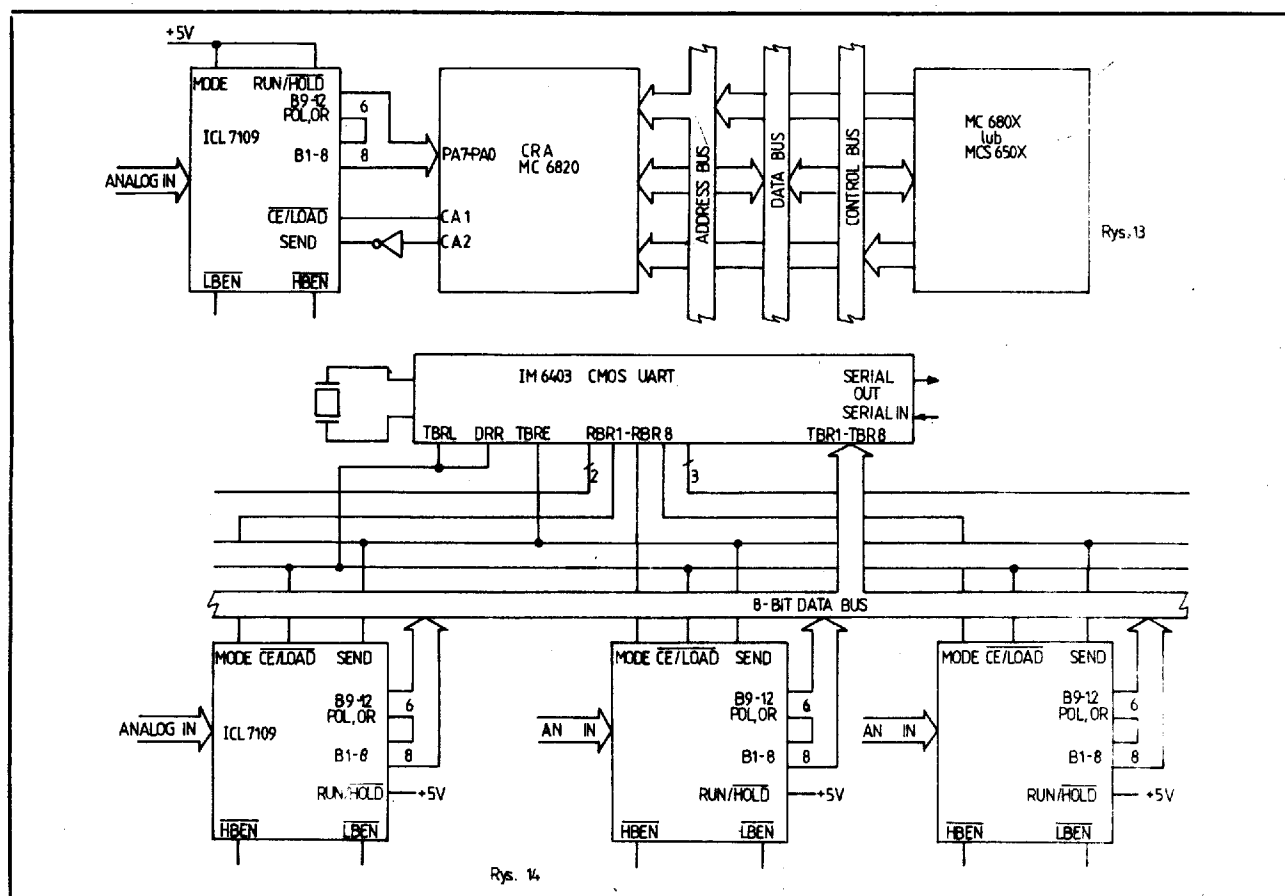 +5V
MODE RUN/HOLD
B9-12
POL,OR
6
ICL 7109
B1-8
8
ANALOG IN
CE/LOAD
SEND
LBEN HBEN
PA7-PA0
CRA
MC 6820
CA1
CA2
ADDRESS BUS
DATA BUS
CONTROL BUS
MC 680X
lub
MCS 650X
Rys.13
IM 6403 CMOS UART
SERIAL
OUT
SERIAL IN
TBRL DRR TBRE RBR1-RBR8 TBR1-TBR8
2
3
8-BIT DATA BUS
MODE CE/LOAD SEND
B9-12
POL,OR
6
ANALOG IN
ICL7109
B1-8
8
RUN/HOLD
+5V
HBEN LBEN
MODE CE/LOAD SEND
B9-12
POL,OR
6
AN IN
B1-8
8
RUN/HOLD
+5V
HBEN LBEN
MODE CE/LOAD SEND
B9-12
POL,OR
6
AN IN
B1-8
8
RUN/HOLD
+5V
HBEN LBEN
Rys. 14